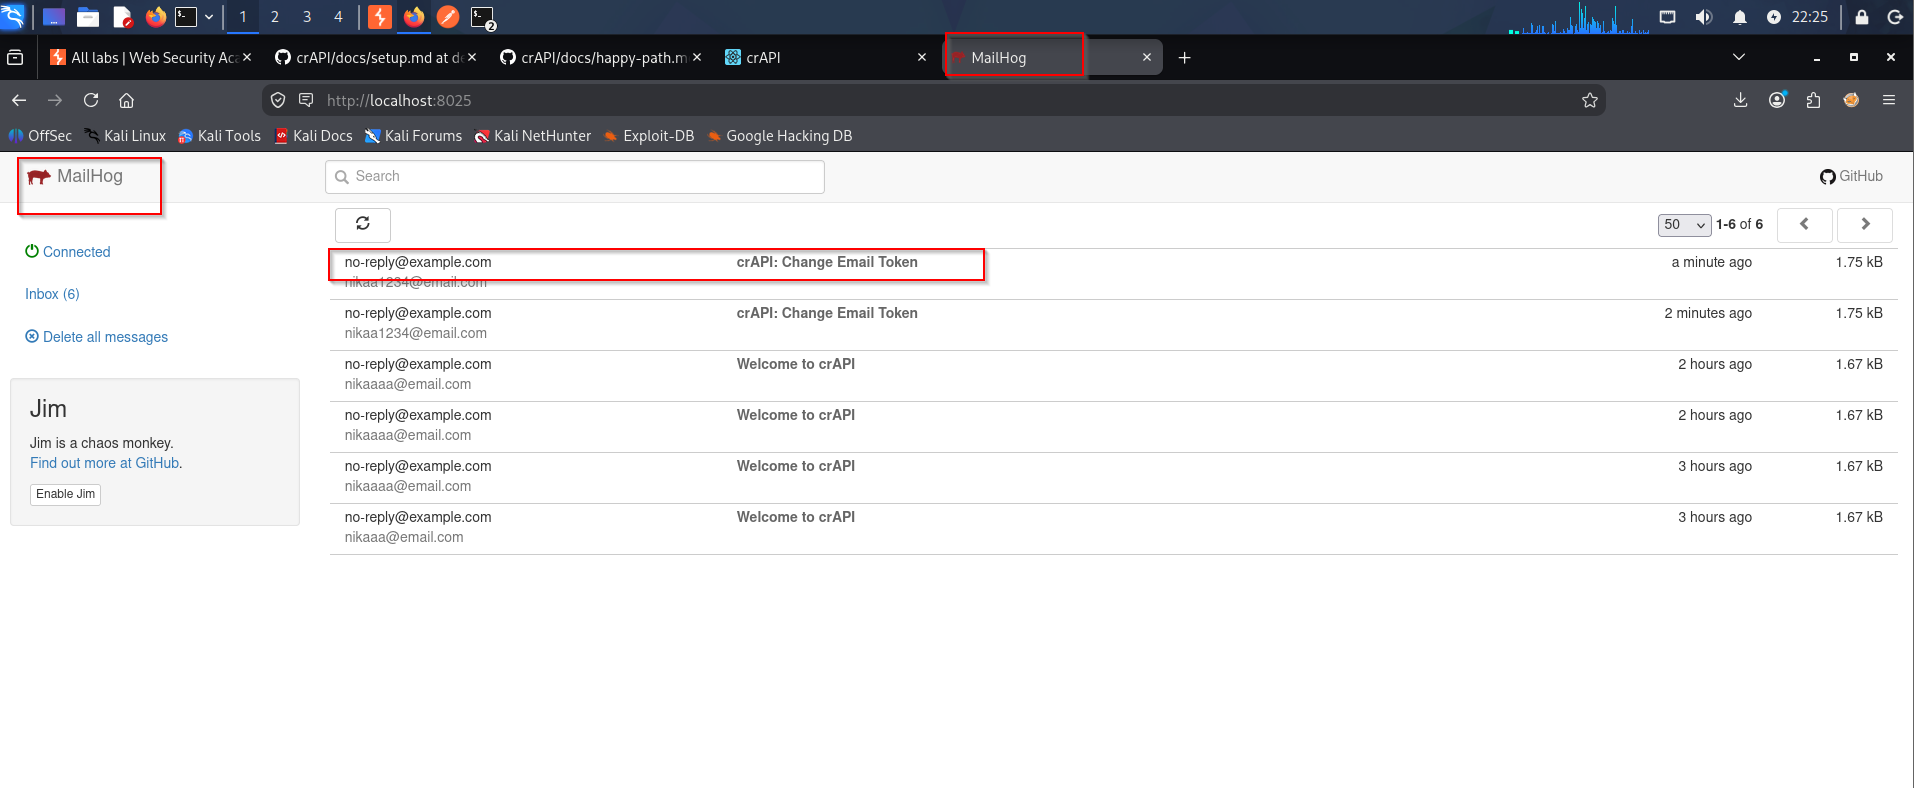 1 2 3 4 2 22:25
All labs | Web Security Aca crAPI/docs/setup.md at de crAPI/docs/happy-path.m crAPI MailHog
http://localhost:8025
OffSec Kali Linux Kali Tools Kali Docs Kali Forums Kali NetHunter Exploit-DB Google Hacking DB
MailHog Search GitHub
50 1-6 of 6
Connected
Inbox (6)
Delete all messages
Jim
Jim is a chaos monkey.
Find out more at GitHub.
Enable Jim
no-reply@example.com crAPI: Change Email Token a minute ago 1.75 kB
nikaa1234@email.com
no-reply@example.com crAPI: Change Email Token 2 minutes ago 1.75 kB
nikaa1234@email.com
no-reply@example.com Welcome to crAPI 2 hours ago 1.67 kB
nikaaaa@email.com
no-reply@example.com Welcome to crAPI 2 hours ago 1.67 kB
nikaaaa@email.com
no-reply@example.com Welcome to crAPI 3 hours ago 1.67 kB
nikaaaa@email.com
no-reply@example.com Welcome to crAPI 3 hours ago 1.67 kB
nikaaa@email.com